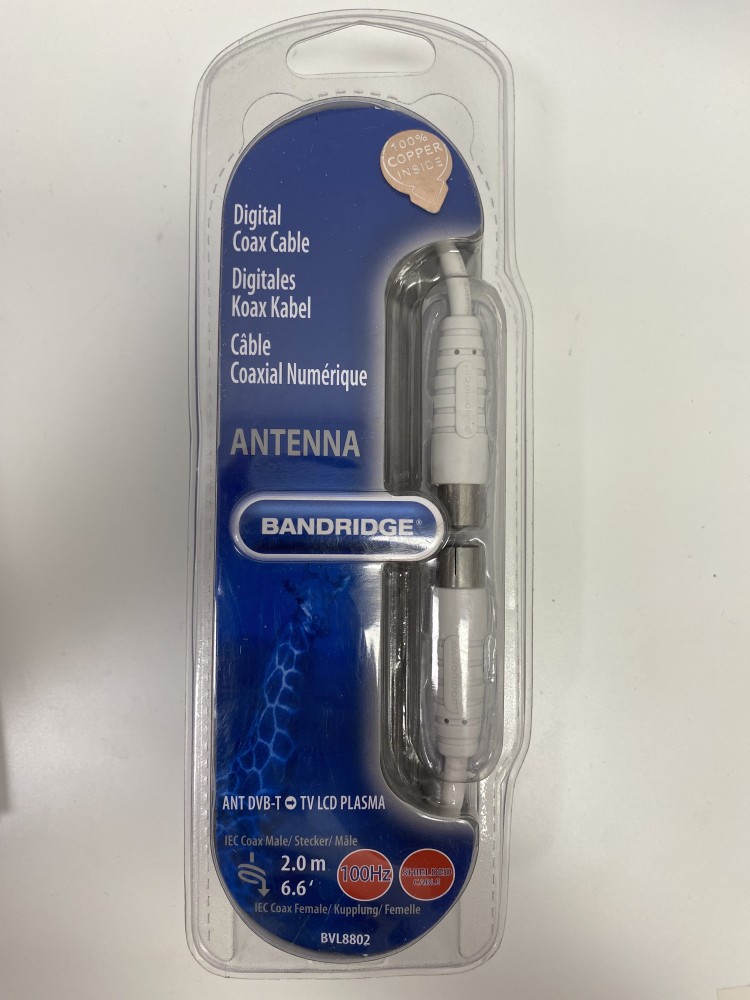 100%
COPPER
INSIDE
Digital
Coax Cable
Digitales
Koax Kabel
Câble
Coaxial Numérique
ANTENNA
BANDRIDGE®
ANT DVB-T ➡ TV LCD PLASMA
IEC Coax Male/ Stecker/ Mâle
2.0 m
6.6′
100Hz
SHIELDED
CABLE
IEC Coax Female/ Kupplung/ Femelle
BVL8802